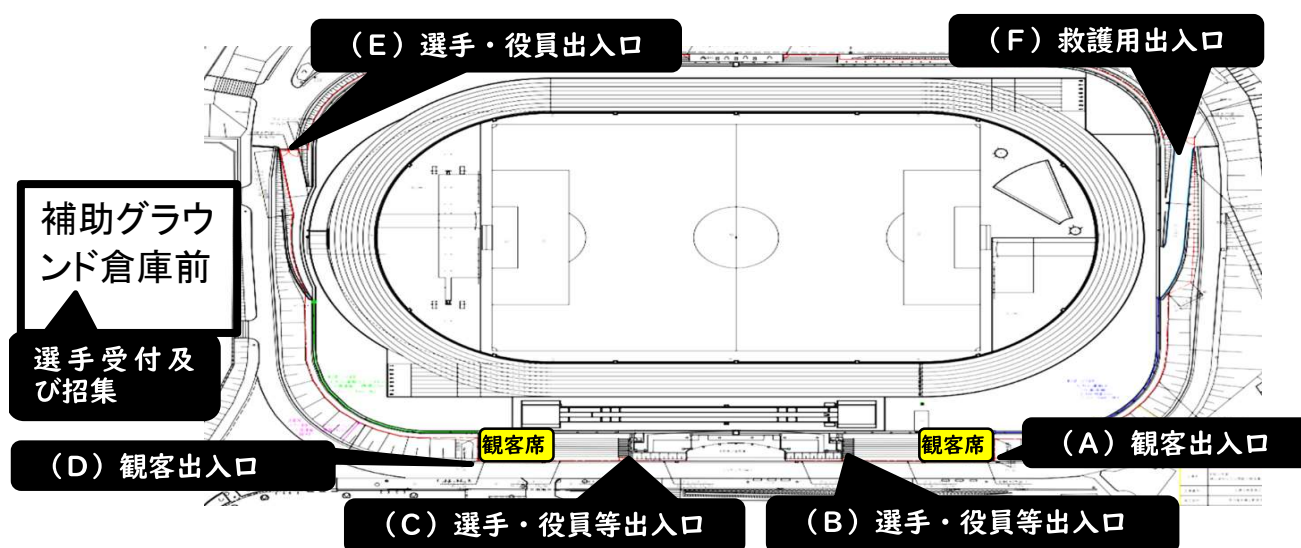 （E）選手・役員出入口
（F）救護用出入口
補助グラウ
ンド倉庫前
選手受付及
び招集
観客席
観客席
（D）観客出入口
（A）観客出入口
（C）選手・役員等出入口
（B）選手・役員等出入口